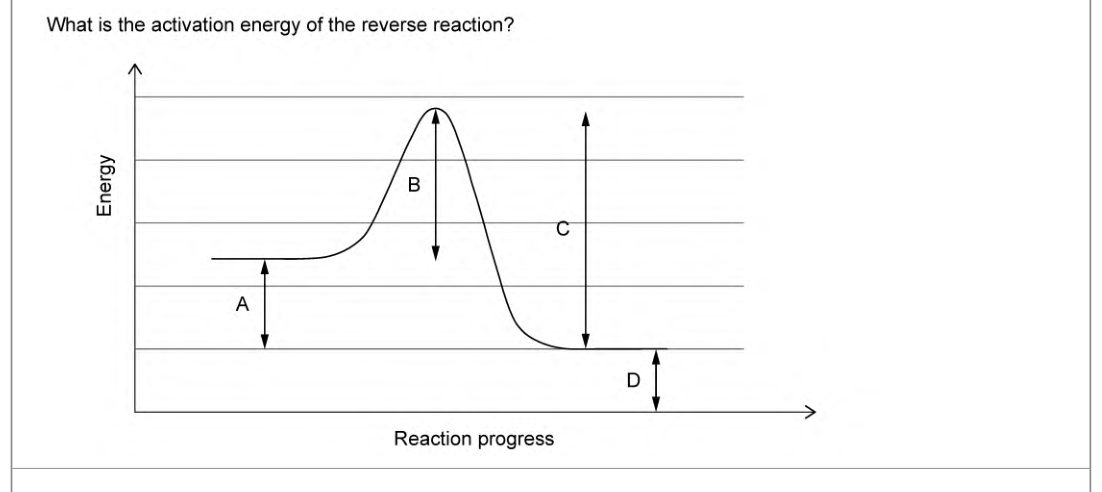 What is the activation energy of the reverse reaction?
Energy
B
C
A
D
Reaction progress